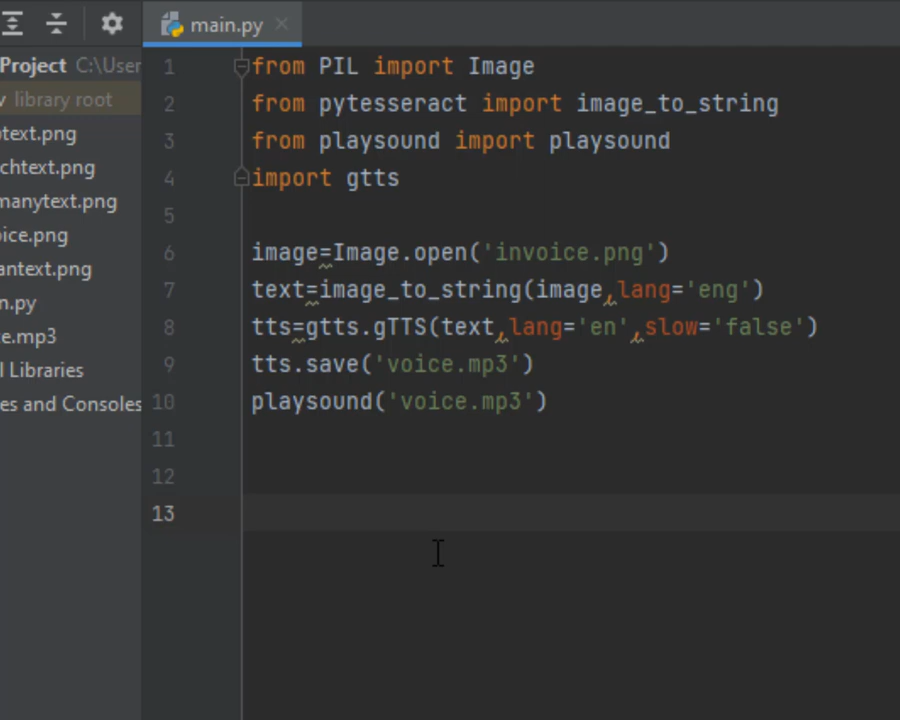 main.py
Project C:\User
library root
text.png
chtext.png
manytext.png
ice.png
antext.png
n.py
e.mp3
l Libraries
es and Consoles
1 from PIL import Image
2 from pytesseract import image_to_string
3 from playsound import playsound
4 import gtts
5
6 image=Image.open('invoice.png')
7 text=image_to_string(image,lang='eng')
8 tts=gtts.gTTS(text,lang='en',slow='false')
9 tts.save('voice.mp3')
10 playsound('voice.mp3')
11
12
13